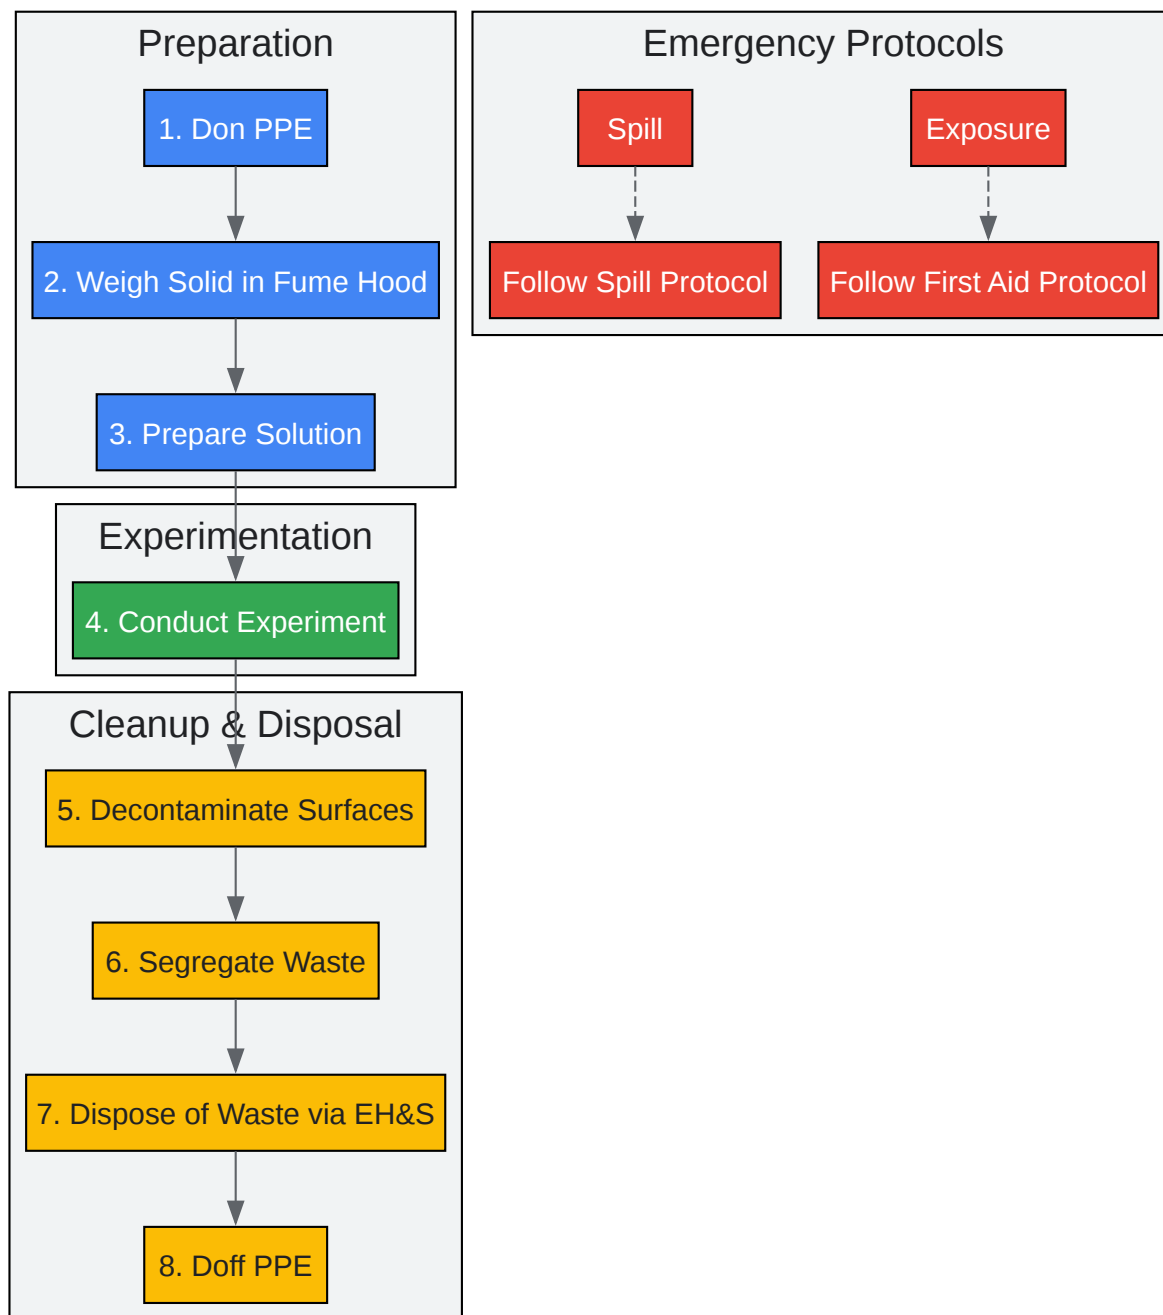 Preparation
1. Don PPE
2. Weigh Solid in Fume Hood
3. Prepare Solution
Experimentation
4. Conduct Experiment
Cleanup & Disposal
5. Decontaminate Surfaces
6. Segregate Waste
7. Dispose of Waste via EH&S
8. Doff PPE
Emergency Protocols
Spill
Exposure
Follow Spill Protocol
Follow First Aid Protocol